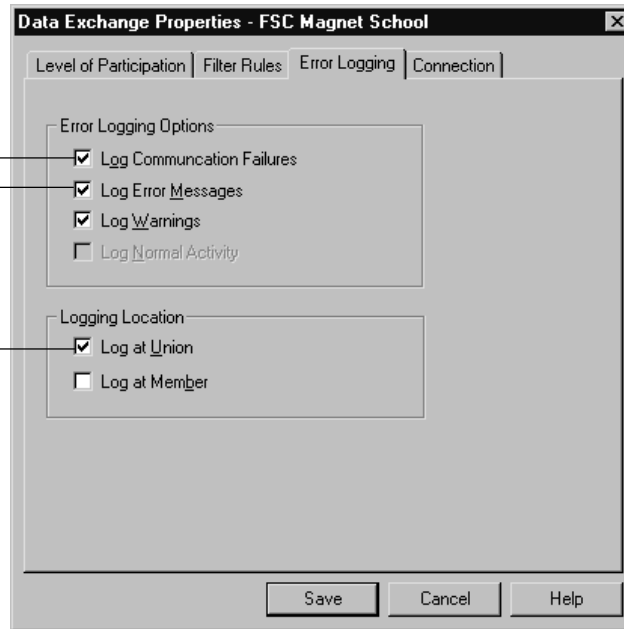 Data Exchange Properties - FSC Magnet School
Level of Participation
Filter Rules
Error Logging
Connection
Error Logging Options
Log Communcation Failures
Log Error Messages
Log Warnings
Log Normal Activity
Logging Location
Log at Union
Log at Member
Save
Cancel
Help